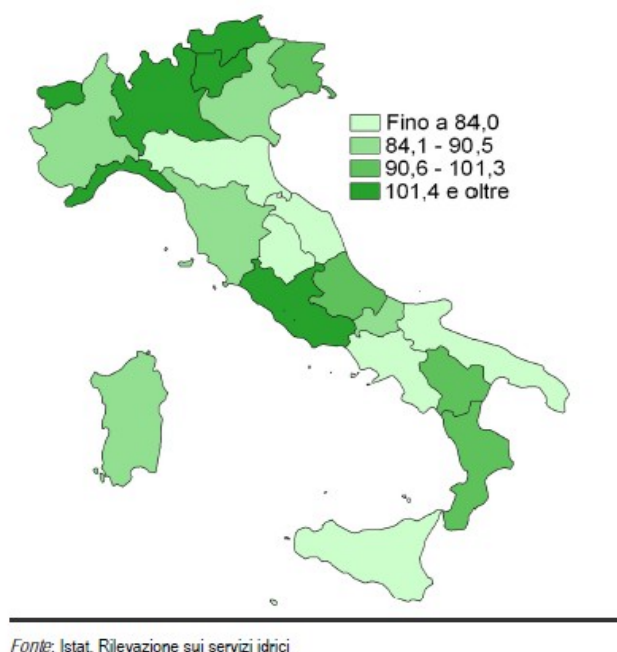 Fino a 84,0
84,1 - 90,5
90,6 - 101,3
101,4 e oltre
Fonte: Istat, Rilevazione sui servizi idrici